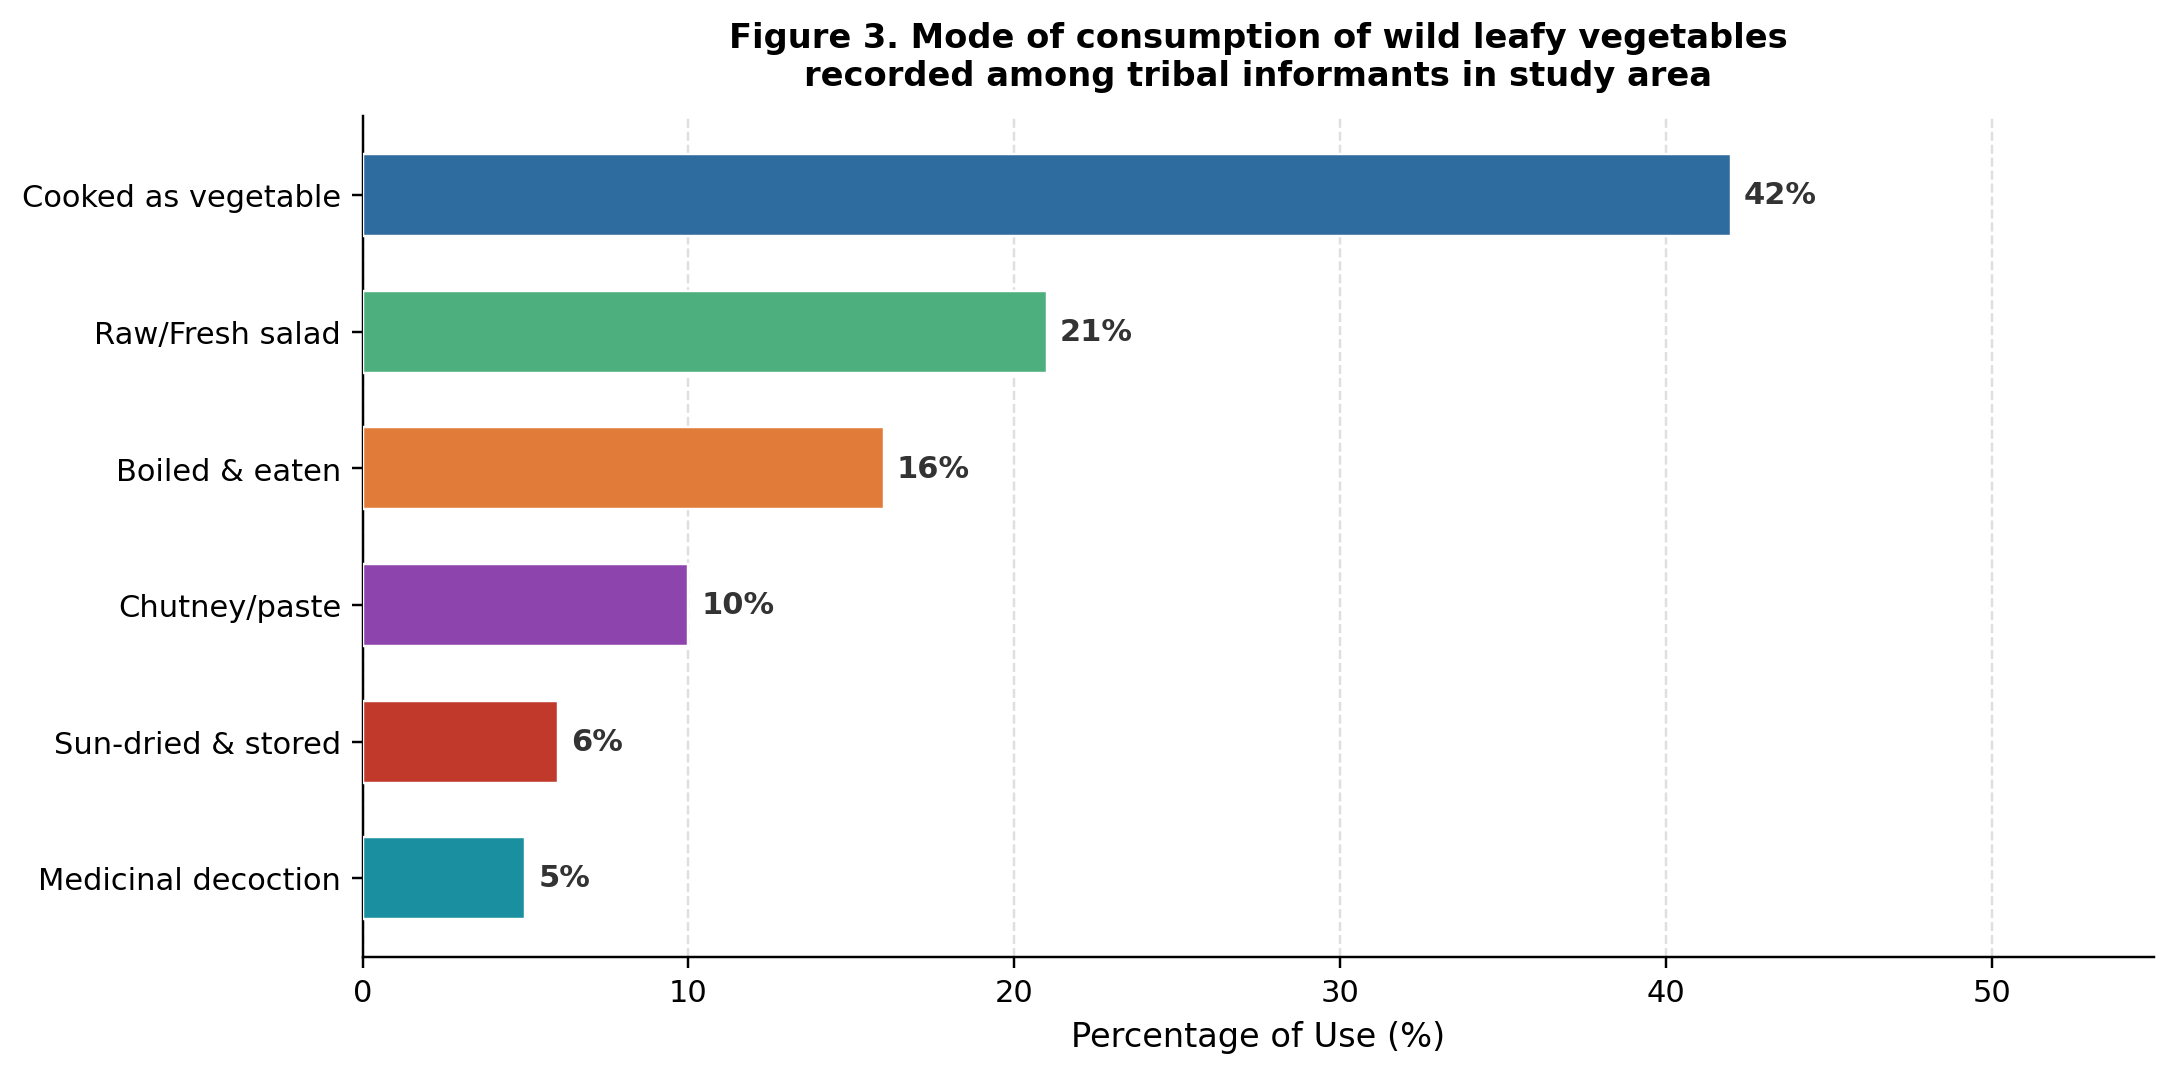 Figure 3. Mode of consumption of wild leafy vegetables
recorded among tribal informants in study area
Cooked as vegetable
42%
Raw/Fresh salad
21%
Boiled & eaten
16%
Chutney/paste
10%
Sun-dried & stored
6%
Medicinal decoction
5%
0 10 20 30 40 50
Percentage of Use (%)